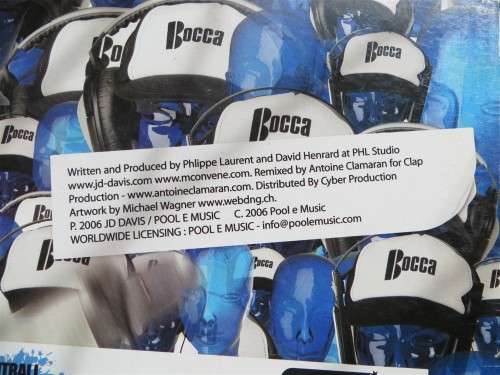 Bocca
Bocca
Bocca
Bocca
Bocca
Written and Produced by Phlippe Laurent and David Henrard at PHL Studio
www.jd-davis.com www.mconvene.com. Remixed by Antoine Clamaran for Clap
Production - www.antoineclamaran.com. Distributed By Cyber Production
Artwork by Michael Wagner www.webdng.ch.
P. 2006 JD DAVIS / POOL E MUSIC C. 2006 Pool e Music
WORLDWIDE LICENSING : POOL E MUSIC - info@poolemusic.com
Bocca
Bocca